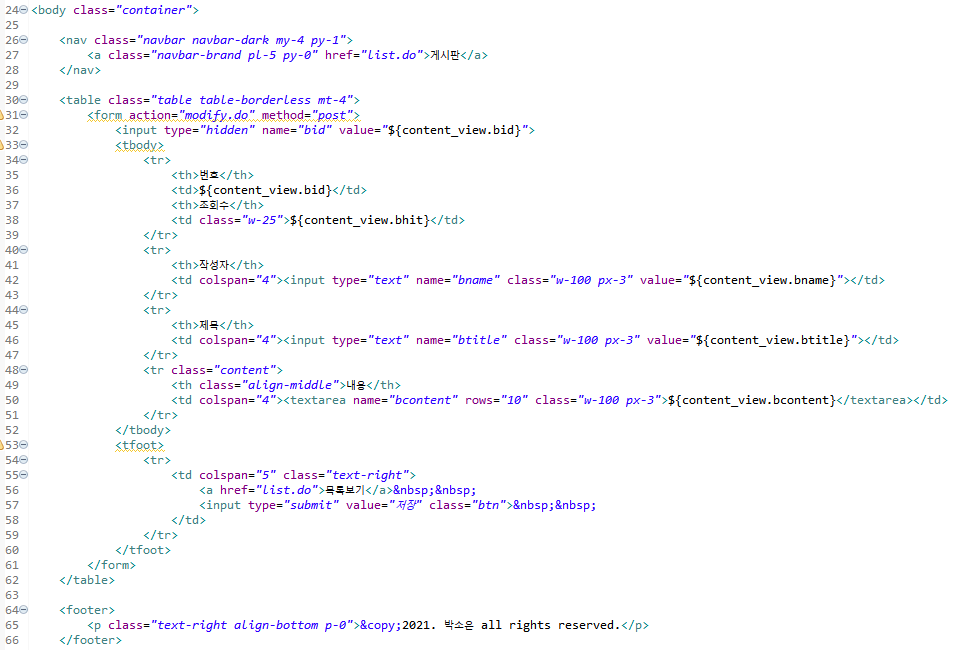 24 <body class="container">
25
26     <nav class="navbar navbar-dark my-4 py-1">
27         <a class="navbar-brand pl-5 py-0" href="list.do">게시판</a>
28     </nav>
29
30     <table class="table table-borderless mt-4">
31         <form action="modify.do" method="post">
32             <input type="hidden" name="bid" value="${content_view.bid}">
33             <tbody>
34                 <tr>
35                     <th>번호</th>
36                     <td>${content_view.bid}</td>
37                     <th>조회수</th>
38                     <td class="w-25">${content_view.bhit}</td>
39                 </tr>
40                 <tr>
41                     <th>작성자</th>
42                     <td colspan="4"><input type="text" name="bname" class="w-100 px-3" value="${content_view.bname}"></td>
43                 </tr>
44                 <tr>
45                     <th>제목</th>
46                     <td colspan="4"><input type="text" name="btitle" class="w-100 px-3" value="${content_view.btitle}"></td>
47                 </tr>
48                 <tr class="content">
49                     <th class="align-middle">내용</th>
50                     <td colspan="4"><textarea name="bcontent" rows="10" class="w-100 px-3">${content_view.bcontent}</textarea></td>
51                 </tr>
52             </tbody>
53             <tfoot>
54                 <tr>
55                     <td colspan="5" class="text-right">
56                         <a href="list.do">목록보기</a>&nbsp;&nbsp;
57                         <input type="submit" value="저장" class="btn">&nbsp;&nbsp;
58                     </td>
59                 </tr>
60             </tfoot>
61         </form>
62     </table>
63
64     <footer>
65         <p class="text-right align-bottom p-0">&copy;2021. 박소은 all rights reserved.</p>
66     </footer>